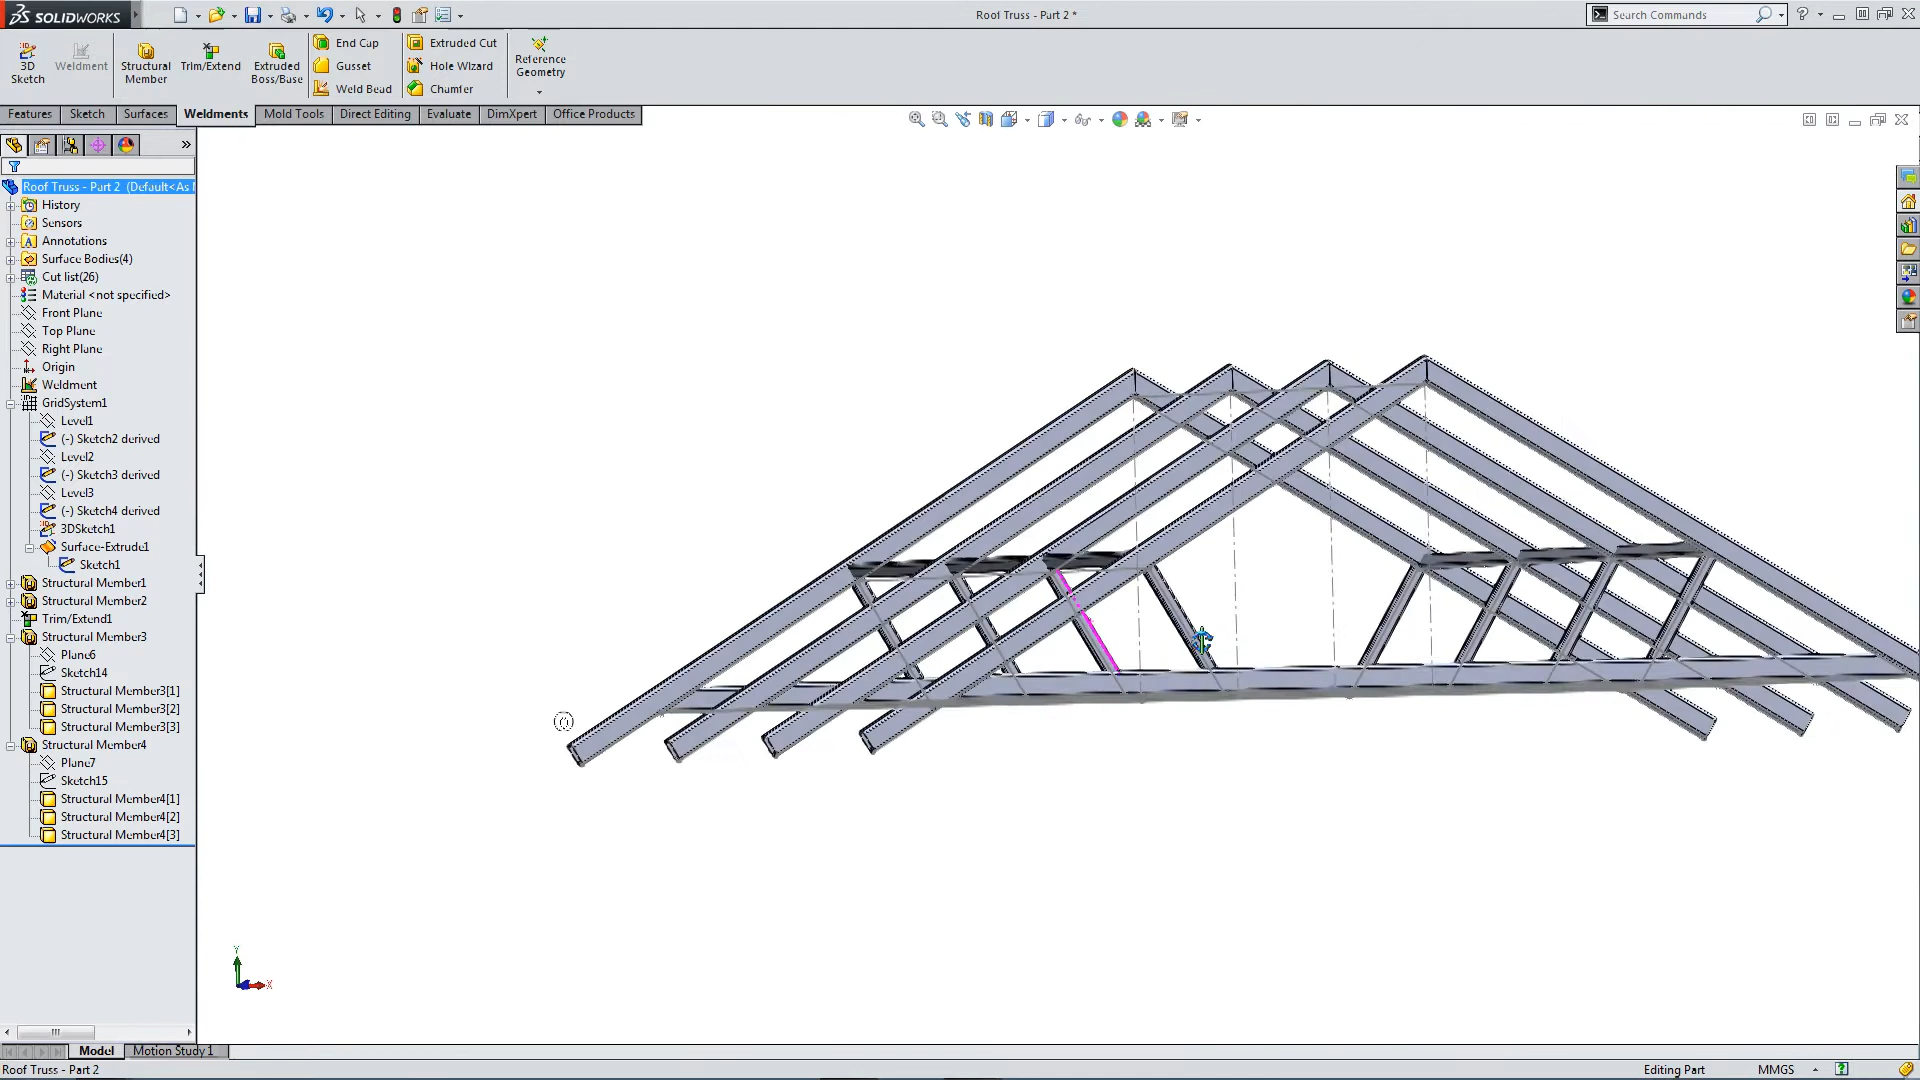 SOLIDWORKS
Roof Truss - Part 2 *
Search Commands
3D Sketch
Weldment
Structural Member
Trim/Extend
Extruded Boss/Base
End Cap
Gusset
Weld Bead
Extruded Cut
Hole Wizard
Chamfer
Reference Geometry
Features
Sketch
Surfaces
Weldments
Mold Tools
Direct Editing
Evaluate
DimXpert
Office Products
Roof Truss - Part 2 (Default<As
History
Sensors
Annotations
Surface Bodies(4)
Cut list(26)
Material <not specified>
Front Plane
Top Plane
Right Plane
Origin
Weldment
GridSystem1
Level1
(-) Sketch2 derived
Level2
(-) Sketch3 derived
Level3
(-) Sketch4 derived
3DSketch1
Surface-Extrude1
Sketch1
Structural Member1
Structural Member2
Trim/Extend1
Structural Member3
Plane6
Sketch14
Structural Member3[1]
Structural Member3[2]
Structural Member3[3]
Structural Member4
Plane7
Sketch15
Structural Member4[1]
Structural Member4[2]
Structural Member4[3]
Y
X
Model
Motion Study 1
Roof Truss - Part 2
Editing Part
MMGS